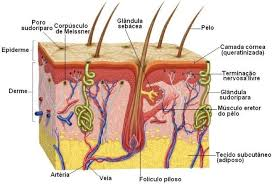 Poro
sudoríparo
Corpúsculo
de Meissner
Glândula
sebácea
Pelo
Epiderme
Camada córnea
(queratinizada)
Terminação
nervosa livre
Derme
Glândula
sudorípara
Músculo eretor
do pêlo
Tecido subcutâneo
(adiposo)
Artéria
Veia
Folículo piloso